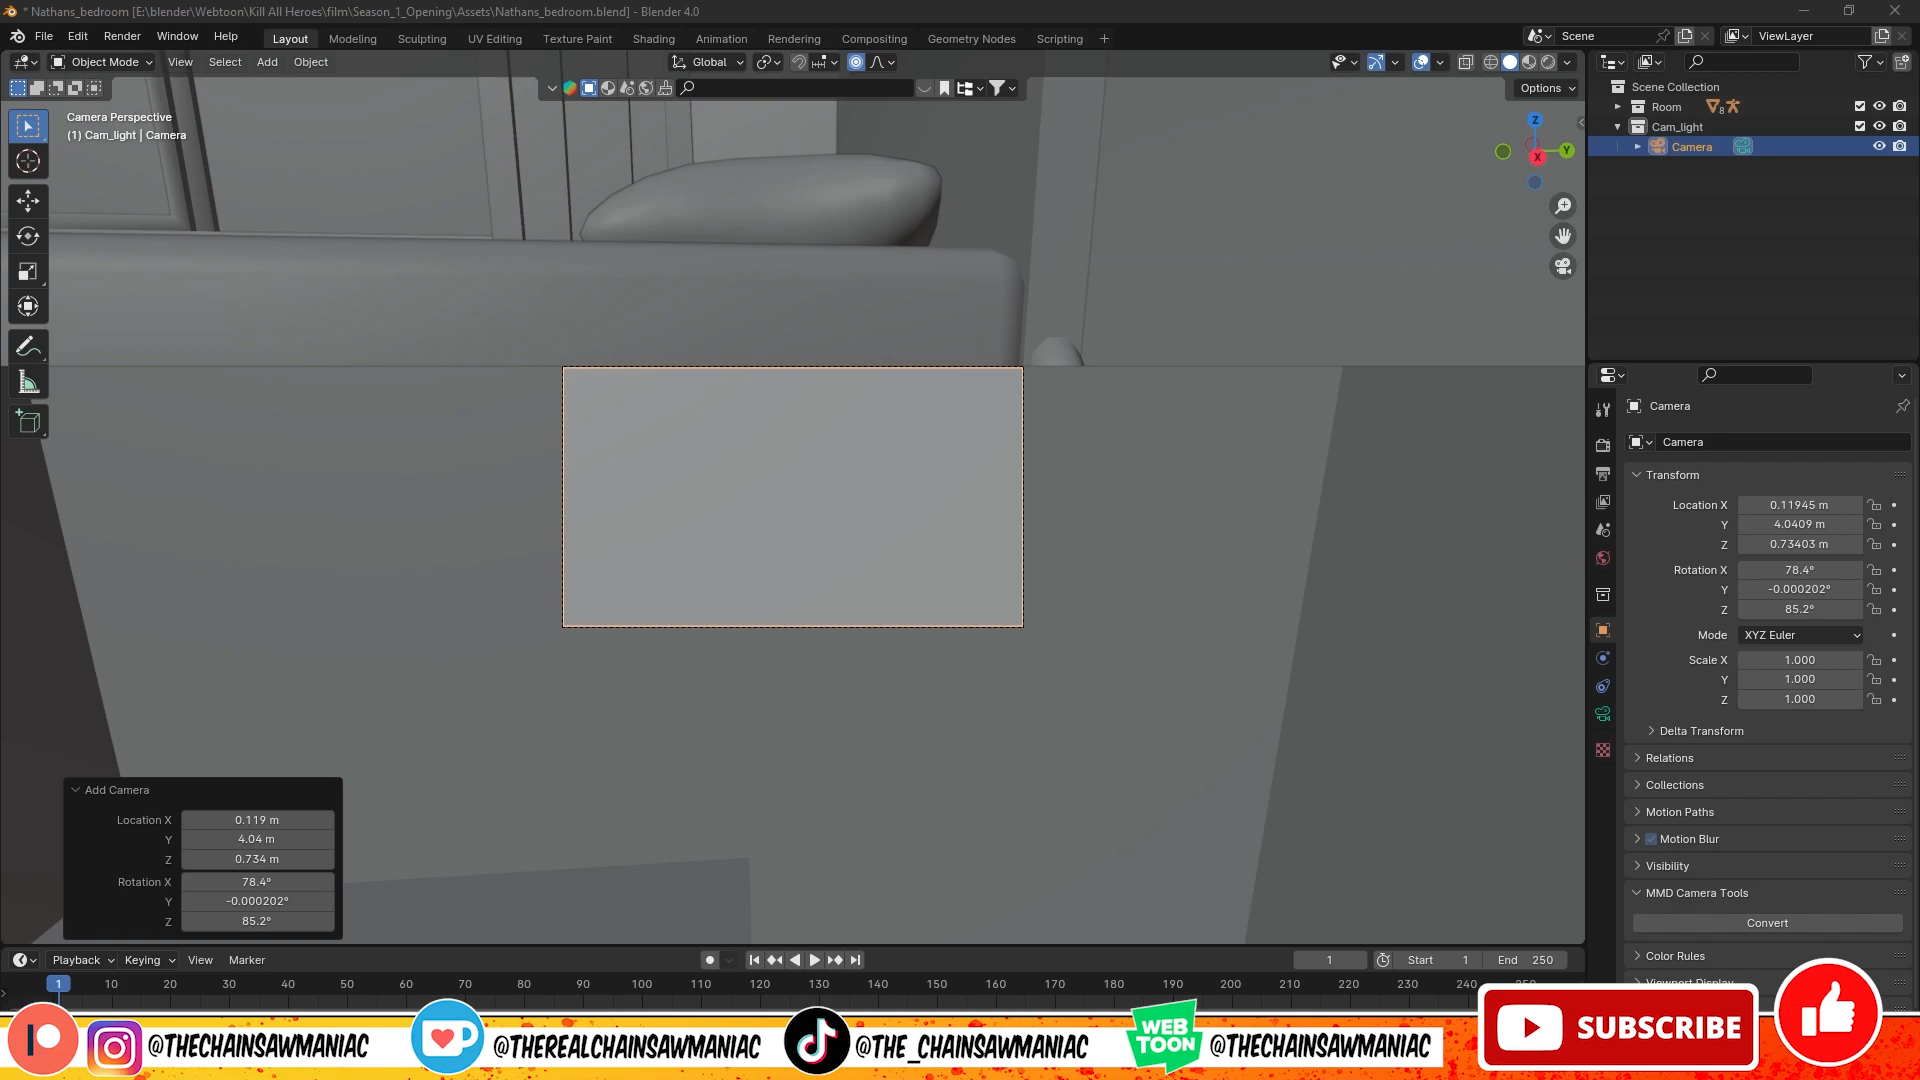 * Nathans_bedroom [E:\blender\Webtoon\Kill All Heroes\film\Season_1_Opening\Assets\Nathans_bedroom.blend] - Blender 4.0
File Edit Render Window Help
Layout Modeling Sculpting UV Editing Texture Paint Shading Animation Rendering Compositing Geometry Nodes Scripting +
Scene ViewLayer
Object Mode View Select Add Object
Global
Options
Camera Perspective
(1) Cam_light | Camera
Z
Y
X
Scene Collection
Room 8
Cam_light
Camera
Camera
Camera
Transform
Location X 0.11945 m
Y 4.0409 m
Z 0.73403 m
Rotation X 78.4°
Y -0.000202°
Z 85.2°
Mode XYZ Euler
Scale X 1.000
Y 1.000
Z 1.000
Delta Transform
Relations
Collections
Motion Paths
Motion Blur
Visibility
MMD Camera Tools
Convert
Color Rules
Viewport Display
Add Camera
Location X 0.119 m
Y 4.04 m
Z 0.734 m
Rotation X 78.4°
Y -0.000202°
Z 85.2°
Playback Keying View Marker
1 Start 1 End 250
1 10 20 30 40 50 60 70 80 90 100 110 120 130 140 150 160 170 180 190 200 210 220 230 240 250
@THECHAINSAWMANIAC
@THEREALCHAINSAWMANIAC
@THE_CHAINSAWMANIAC
WEB
TOON
@THECHAINSAWMANIAC
SUBSCRIBE